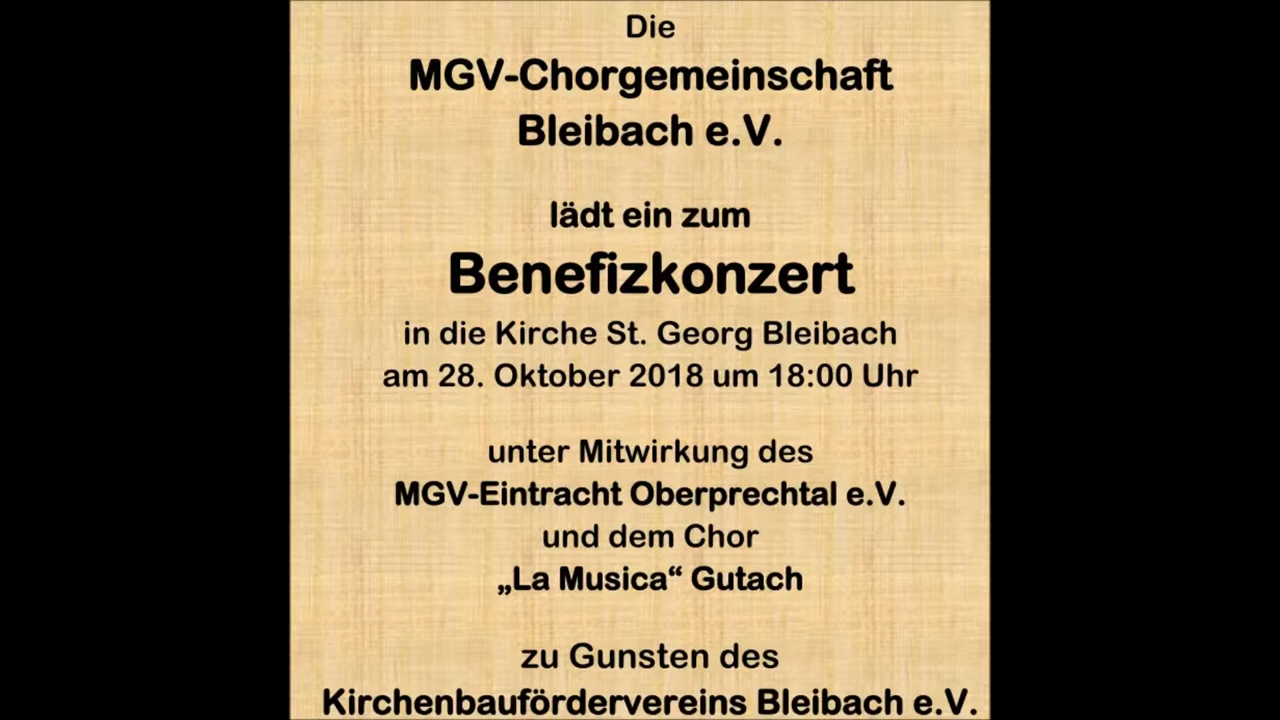 Die
MGV-Chorgemeinschaft
Bleibach e.V.
lädt ein zum
Benefizkonzert
in die Kirche St. Georg Bleibach
am 28. Oktober 2018 um 18:00 Uhr
unter Mitwirkung des
MGV-Eintracht Oberprechtal e.V.
und dem Chor
„La Musica“ Gutach
zu Gunsten des
Kirchenbaufördervereins Bleibach e.V.